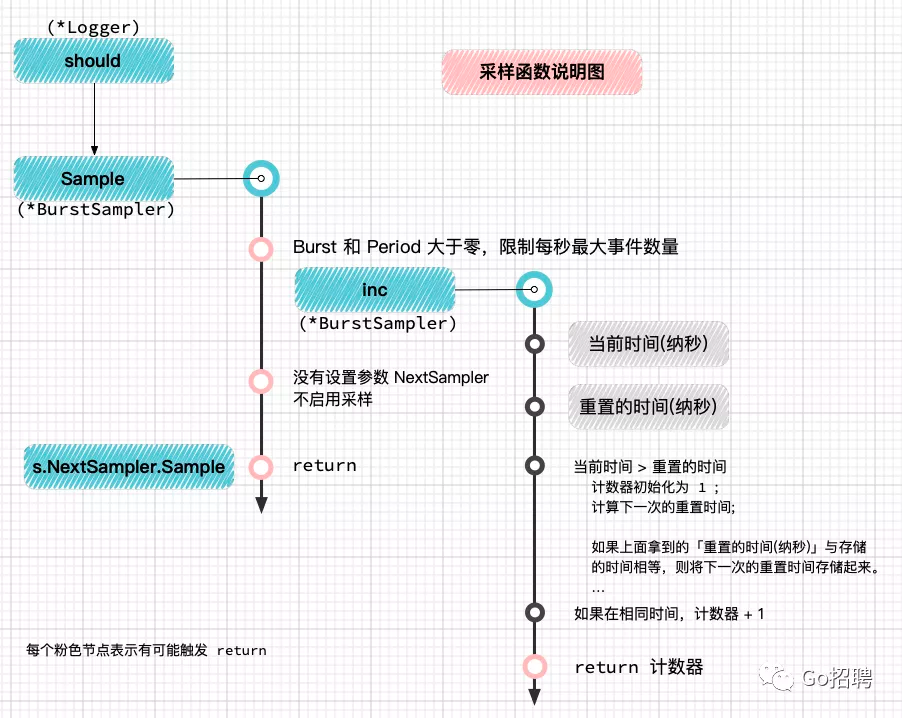 (*Logger)
should
采样函数说明图
Sample
(*BurstSampler)
Burst 和 Period 大于零，限制每秒最大事件数量
inc
(*BurstSampler)
当前时间(纳秒)
没有设置参数 NextSampler
不启用采样
重置的时间(纳秒)
s.NextSampler.Sample
return
当前时间 > 重置的时间
计数器初始化为 1 ;
计算下一次的重置时间;
如果上面拿到的「重置的时间(纳秒)」与存储
的时间相等，则将下一次的重置时间存储起来。
...
如果在相同时间，计数器 + 1
每个粉色节点表示有可能触发 return
return 计数器
Go招聘